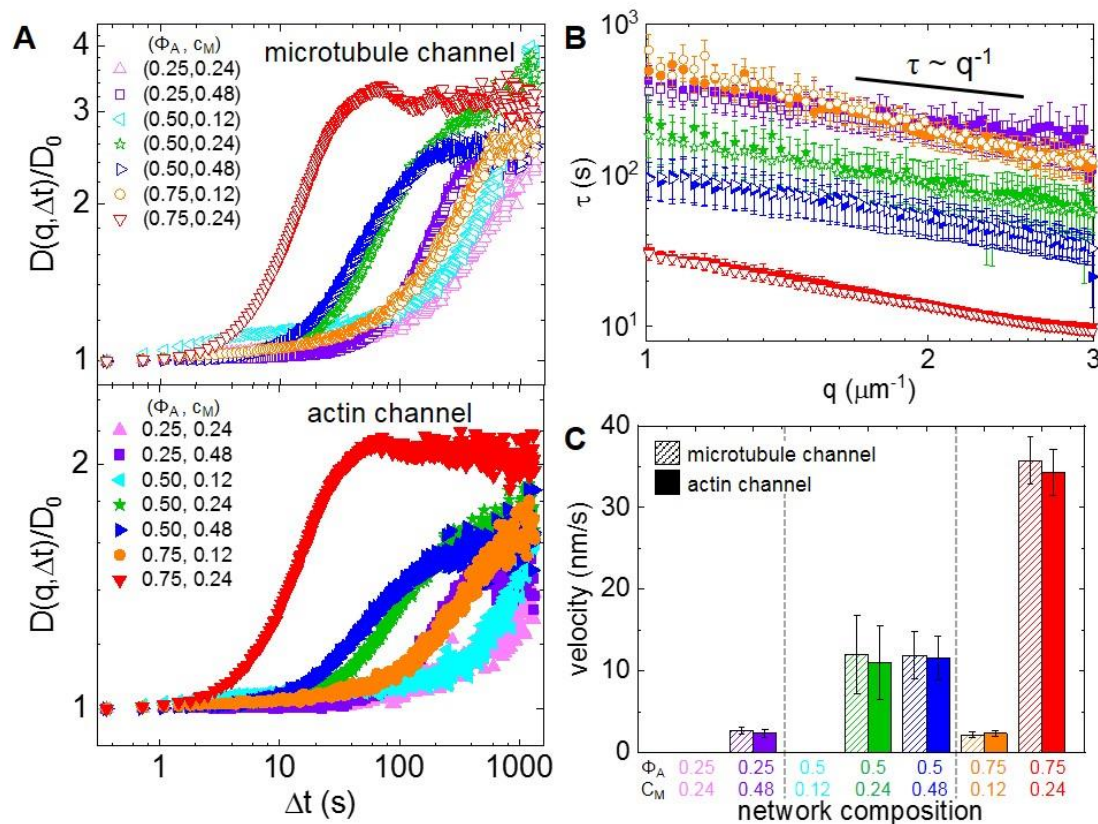 A
microtubule channel
(Φ_A, c_M)
(0.25,0.24)
(0.25,0.48)
(0.50,0.12)
(0.50,0.24)
(0.50,0.48)
(0.75,0.12)
(0.75,0.24)
D(q,Δt)/D₀
4
3
2
1
actin channel
(Φ_A, c_M)
0.25, 0.24
0.25, 0.48
0.50, 0.12
0.50, 0.24
0.50, 0.48
0.75, 0.12
0.75, 0.24
D(q,Δt)/D₀
2
1
1 10 100 1000
Δt (s)
B
τ ~ q⁻¹
τ (s)
10³
10²
10¹
1 2 3
q (μm⁻¹)
C
microtubule channel
actin channel
velocity (nm/s)
40
30
20
10
0
Φ_A 0.25 0.25 0.5 0.5 0.5 0.75 0.75
C_M 0.24 0.48 0.12 0.24 0.48 0.12 0.24
network composition